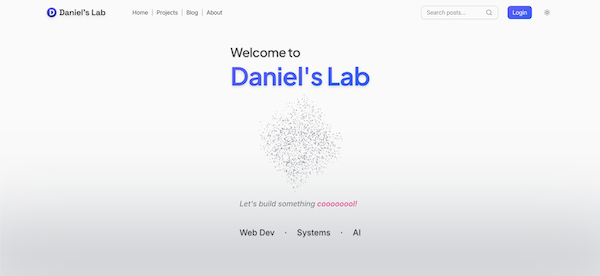 Daniel's Lab
Home | Projects | Blog | About
Search posts...
Login
Welcome to
Daniel's Lab
Let's build something coooooool!
Web Dev · Systems · AI